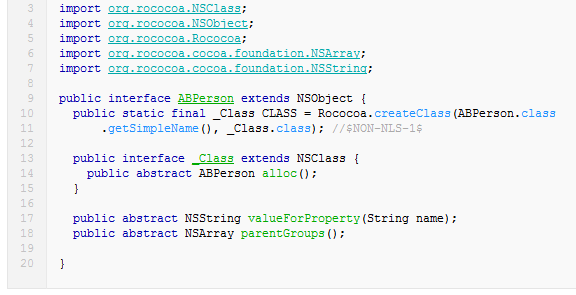 3 import org.rococoa.NSClass;
4 import org.rococoa.NSObject;
5 import org.rococoa.Rococoa;
6 import org.rococoa.cocoa.foundation.NSArray;
7 import org.rococoa.cocoa.foundation.NSString;
8
9 public interface ABPerson extends NSObject {
10 public static final _Class CLASS = Rococoa.createClass(ABPerson.class
11 .getSimpleName(), _Class.class); //$NON-NLS-1$
12
13 public interface _Class extends NSClass {
14 public abstract ABPerson alloc();
15 }
16
17 public abstract NSString valueForProperty(String name);
18 public abstract NSArray parentGroups();
19
20 }